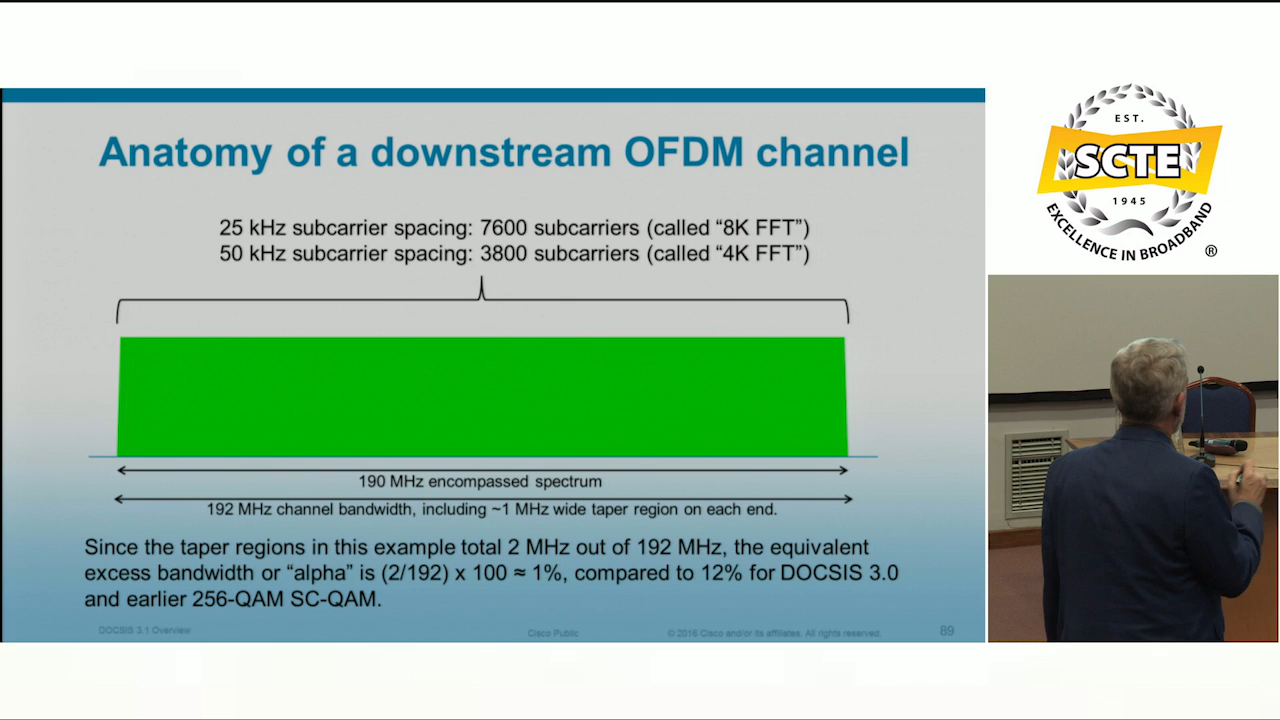 Anatomy of a downstream OFDM channel
25 kHz subcarrier spacing: 7600 subcarriers (called “8K FFT”)
50 kHz subcarrier spacing: 3800 subcarriers (called “4K FFT”)
190 MHz encompassed spectrum
192 MHz channel bandwidth, including ~1 MHz wide taper region on each end.
Since the taper regions in this example total 2 MHz out of 192 MHz, the equivalent
excess bandwidth or “alpha” is (2/192) x 100 ≈ 1%, compared to 12% for DOCSIS 3.0
and earlier 256-QAM SC-QAM.
DOCSIS 3.1 Overview
Cisco Public
© 2016 Cisco and/or its affiliates. All rights reserved.
89
EST.
SCTE
1945
EXCELLENCE IN BROADBAND
®